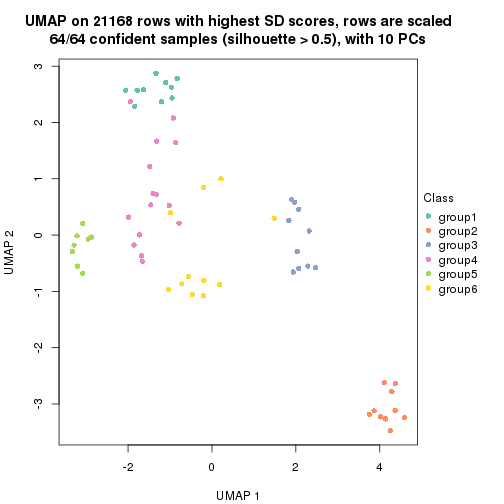 UMAP on 21168 rows with highest SD scores, rows are scaled
64/64 confident samples (silhouette > 0.5), with 10 PCs
3
2
1
0
-1
-2
-3
UMAP 2
-2
0
2
4
UMAP 1
Class
group1
group2
group3
group4
group5
group6